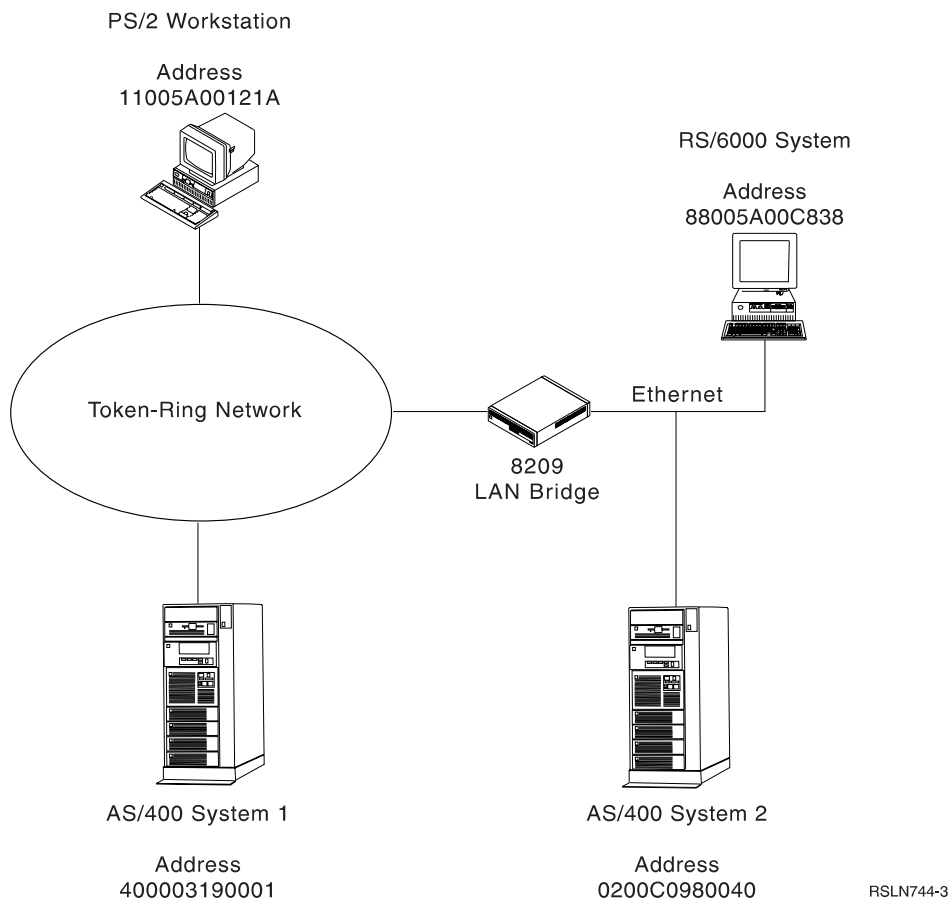 PS/2 Workstation
Address
11005A00121A
RS/6000 System
Address
88005A00C838
Token-Ring Network
Ethernet
8209
LAN Bridge
AS/400 System 1
Address
400003190001
AS/400 System 2
Address
0200C0980040
RSLN744-3